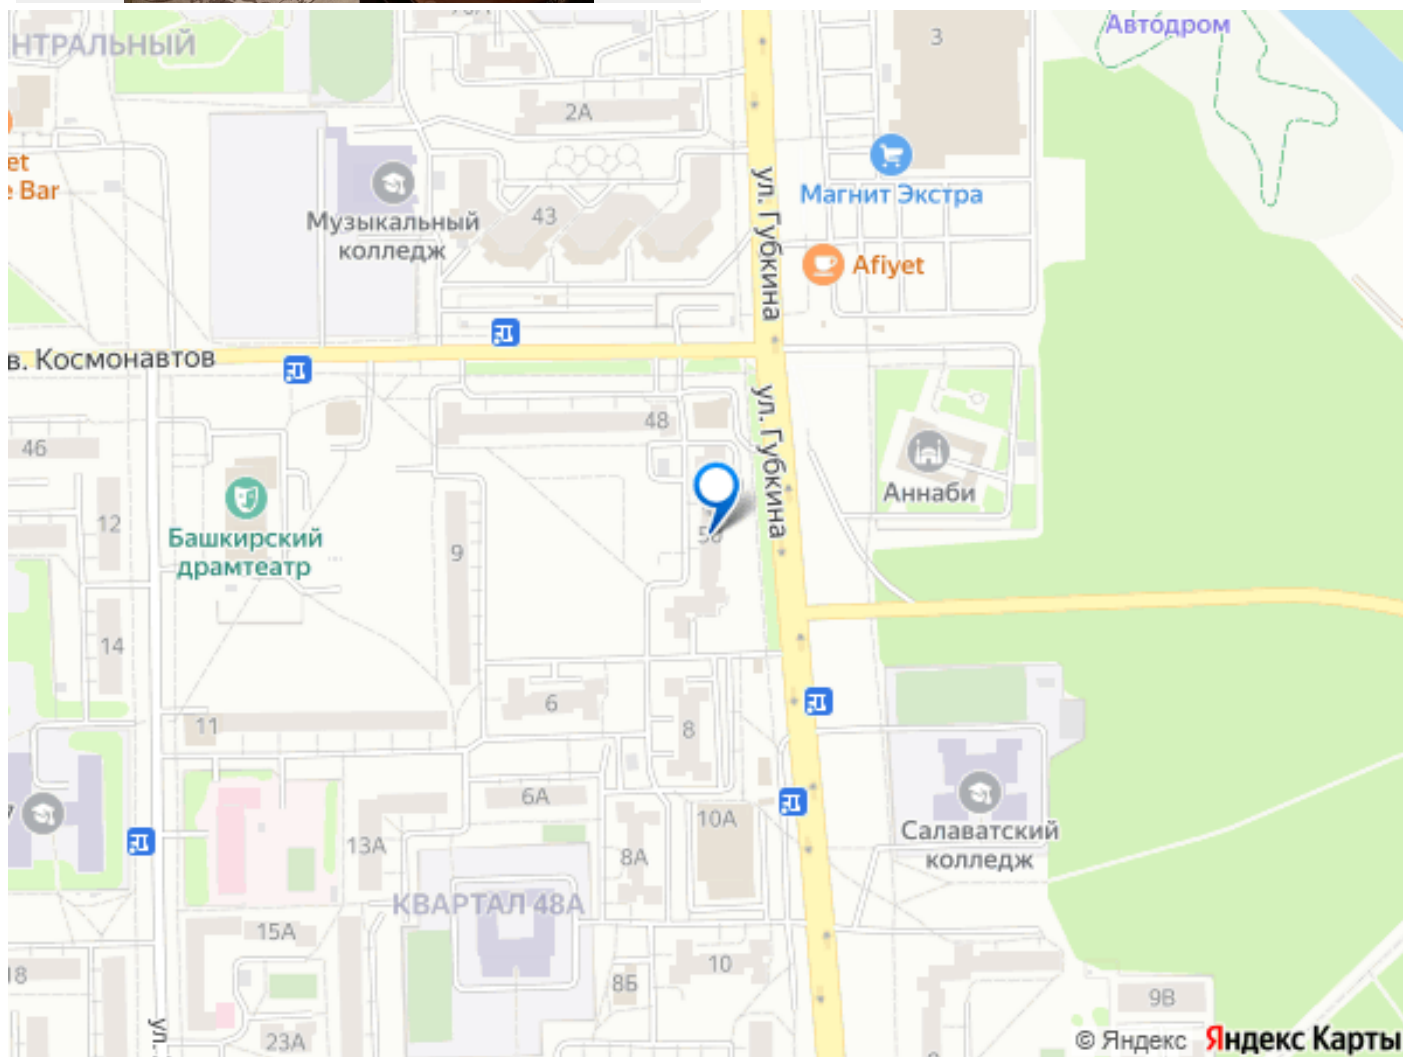 Автодром
НТРАЛЬНЫЙ
3
2А
et
e Bar
Магнит Экстра
ул. Губкина
Музыкальный
колледж
43
Afiyet
в. Космонавтов
48
ул. Губкина
46
Аннаби
12
Башкирский
драмтеатр
9
14
6
8
11
6А
10А
13А
8А
Салаватский
колледж
7
КВАРТАЛ 48А
15А
10
18
8Б
9В
23А
ул.
© Яндекс Яндекс Карты